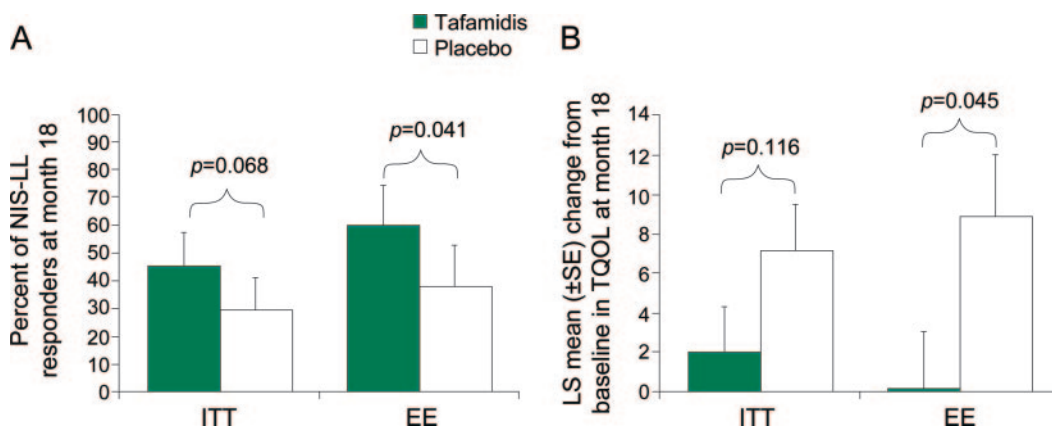 Tafamidis
Placebo
A
Percent of NIS-LL
responders at month 18
100
90
80
70
60
50
40
30
20
10
0
p=0.068
p=0.041
ITT
EE
B
LS mean (±SE) change from
baseline in TQOL at month 18
14
12
10
8
6
4
2
0
p=0.116
p=0.045
ITT
EE